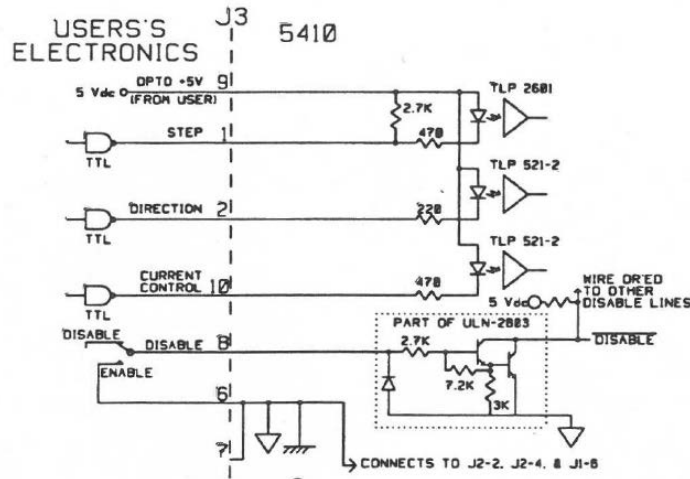 J3
USERS'S
ELECTRONICS
5410
OPTO +5V
9
5 Vdc
(FROM USER)
TLP 2601
2.7K
STEP
1
470
TTL
TLP 521-2
DIRECTION
2
220
TTL
TLP 521-2
CURRENT
CONTROL
10
470
TTL
WIRE OR'ED
TO OTHER
DISABLE LINES
5 Vdc
PART OF ULN-2803
DISABLE
DISABLE
8
2.7K
DISABLE
ENABLE
7.2K
3K
6
7
CONNECTS TO J2-2, J2-4, & J1-6